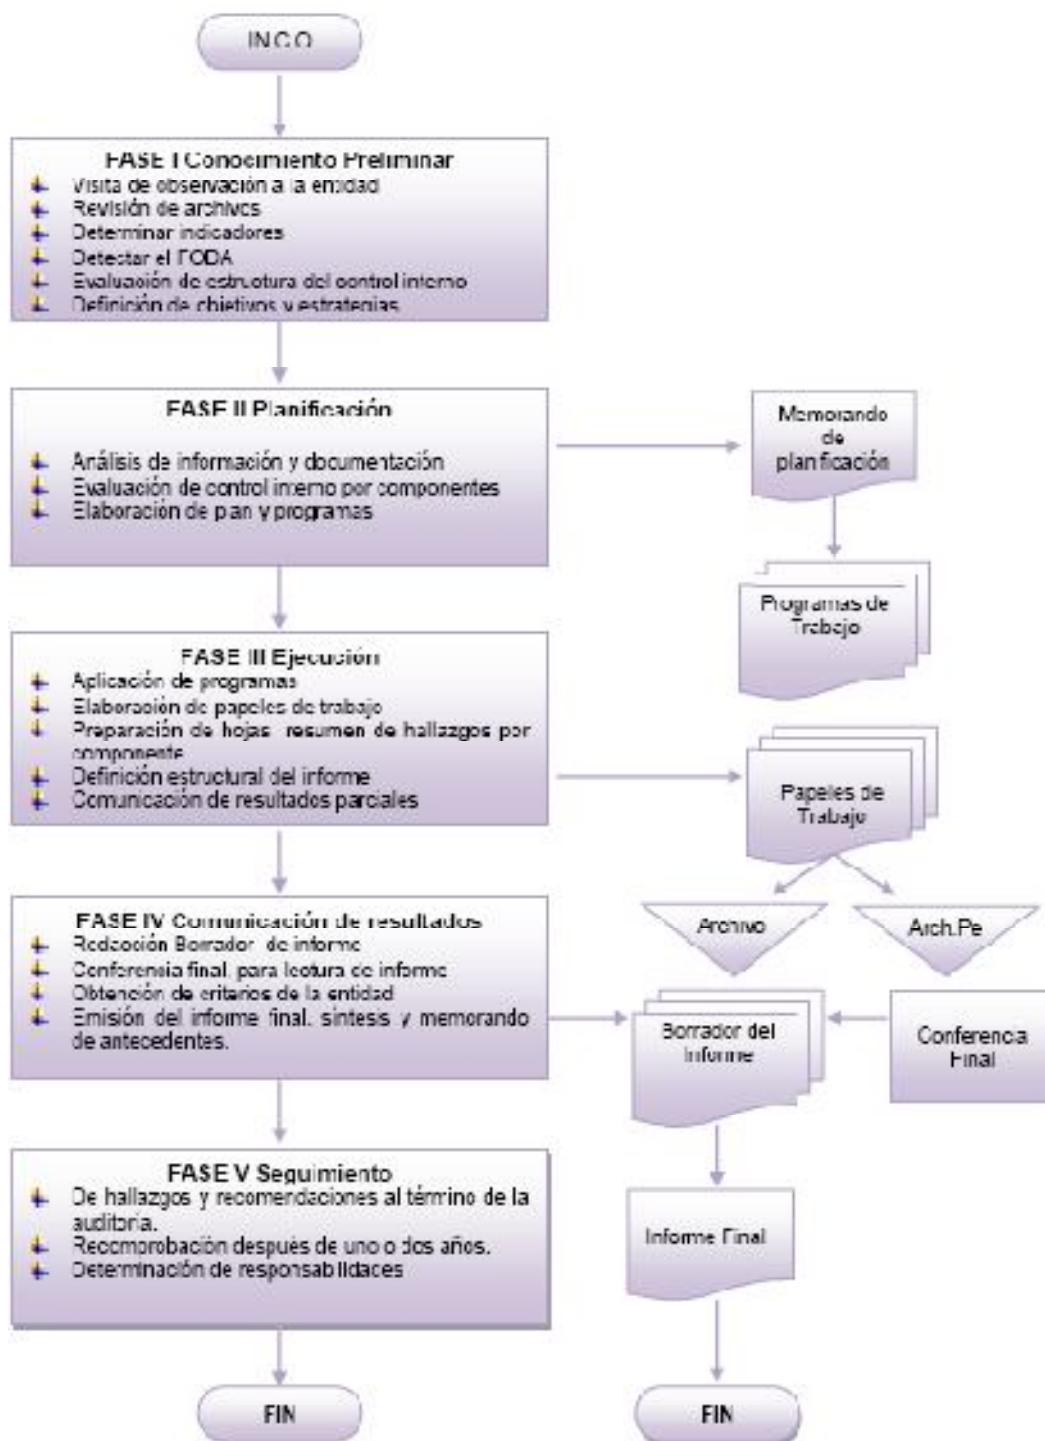 INICIO
FASE I Conocimiento Preliminar
Visita de observación a la entidad
Revisión de archivos
Determinar indicadores
Detectar el FODA
Evaluación de estructura del control interno
Definición de objetivos y estrategias
FASE II Planificación
Análisis de información y documentación
Evaluación de control interno por componentes
Elaboración de plan y programas
Memorando
de
planificación
Programas de
Trabajo
FASE III Ejecución
Aplicación de programas
Elaboración de papeles de trabajo
Preparación de hojas resumen de hallazgos por
componente
Definición estructural del informe
Comunicación de resultados parciales
Papeles de
Trabajo
Archivo
Arch.Pe
FASE IV Comunicación de resultados
Redacción Borrador de informe
Conferencia final, para lectura de informe
Obtención de criterios de la entidad
Emisión del informe final, síntesis y memorando
de antecedentes.
Borrador del
Informe
Conferencia
Final
FASE V Seguimiento
De hallazgos y recomendaciones al término de la
auditoría.
Recomprobación después de uno o dos años.
Determinación de responsabilidades
Informe Final
FIN
FIN